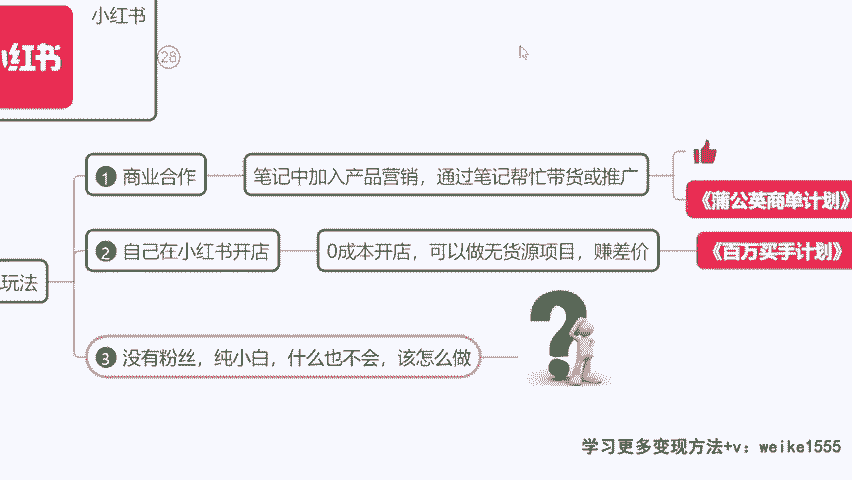 小红书
小红书
28
1 商业合作
笔记中加入产品营销，通过笔记帮忙带货或推广
《蒲公英商单计划》
2 自己在小红书开店
0成本开店，可以做无货源项目，赚差价
《百万买手计划》
玩法
3 没有粉丝，纯小白，什么也不会，该怎么做
?
学习更多变现方法+v：weike1555